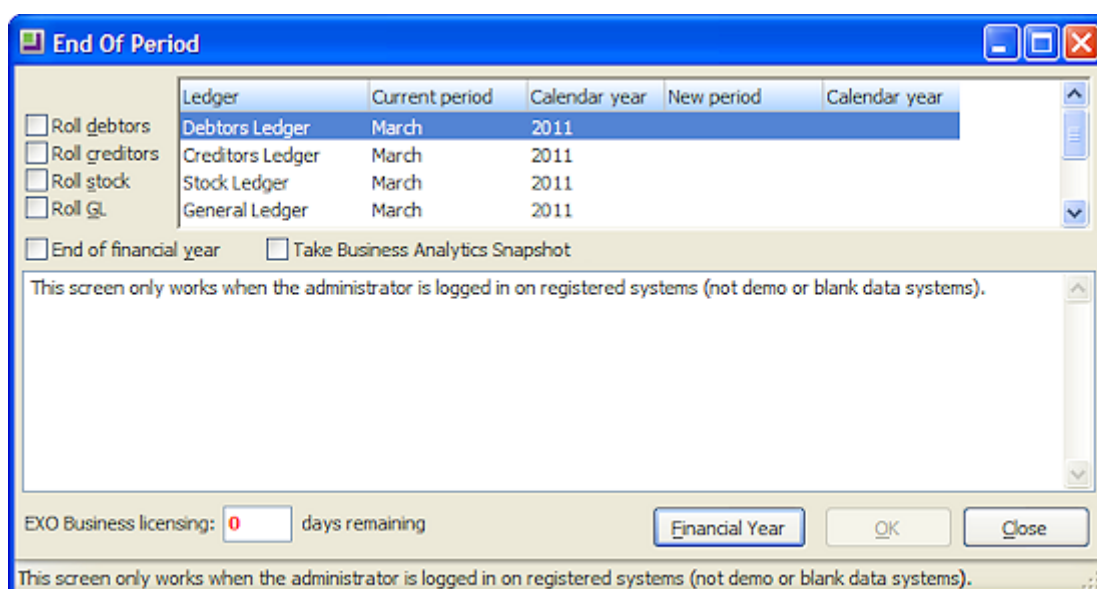 End Of Period
Ledger Current period Calendar year New period Calendar year
Roll debtors Debtors Ledger March 2011
Roll creditors Creditors Ledger March 2011
Roll stock Stock Ledger March 2011
Roll GL General Ledger March 2011
End of financial year Take Business Analytics Snapshot
This screen only works when the administrator is logged in on registered systems (not demo or blank data systems).
EXO Business licensing: 0 days remaining Financial Year OK Close
This screen only works when the administrator is logged in on registered systems (not demo or blank data systems).